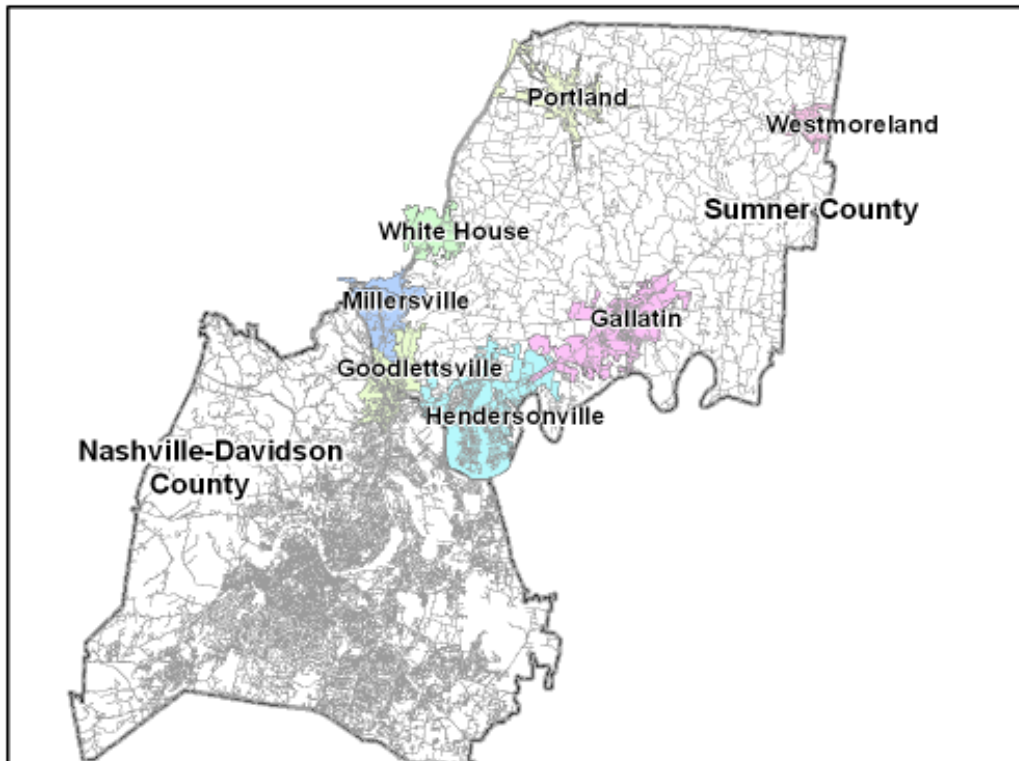 Portland
Westmoreland
Sumner County
White House
Millersville
Gallatin
Goodlettsville
Hendersonville
Nashville-Davidson
County